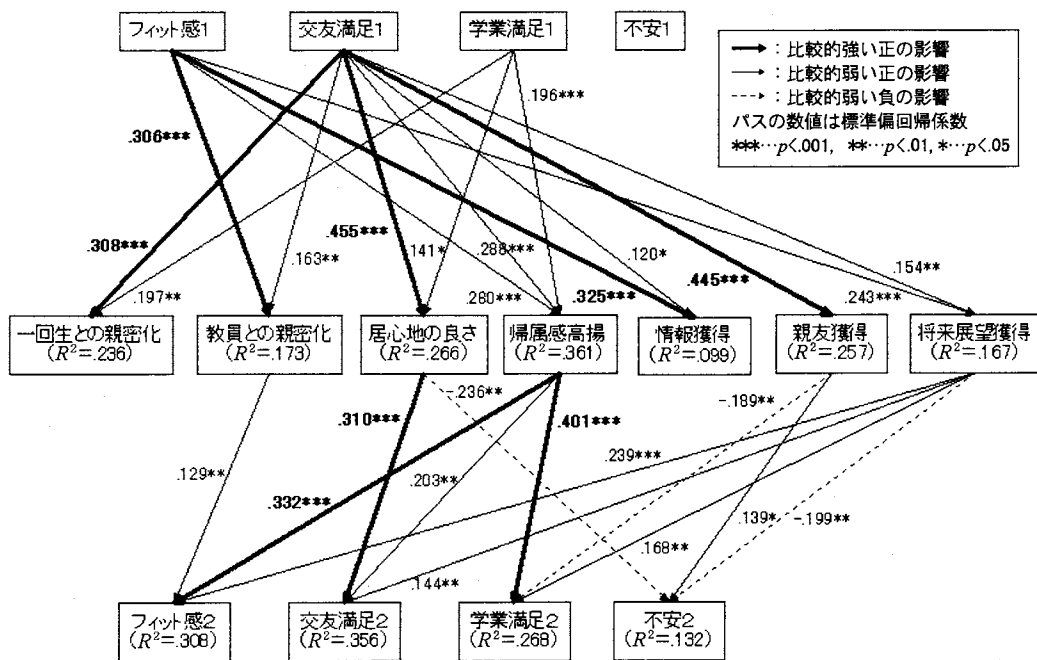 フィット感1 交友満足1 学業満足1 不安1
→：比較的強い正の影響
→：比較的弱い正の影響
⇢：比較的弱い負の影響
パスの数値は標準偏回帰係数
***…p<.001, **…p<.01, *…p<.05
.196***
.306***
.308*** .163** .455*** .141* .288*** .120* .445*** .154**
.197** .280*** .325*** .243***
一回生との親密化 教員との親密化 居心地の良さ 帰属感高揚 情報獲得 親友獲得 将来展望獲得
(R²=.236) (R²=.173) (R²=.266) (R²=.361) (R²=.099) (R²=.257) (R²=.167)
-.236** -.189**
.310*** .401***
.129** .332*** .203** .239***
.139* -.199**
.144** .168**
フィット感2 交友満足2 学業満足2 不安2
(R²=.308) (R²=.356) (R²=.268) (R²=.132)